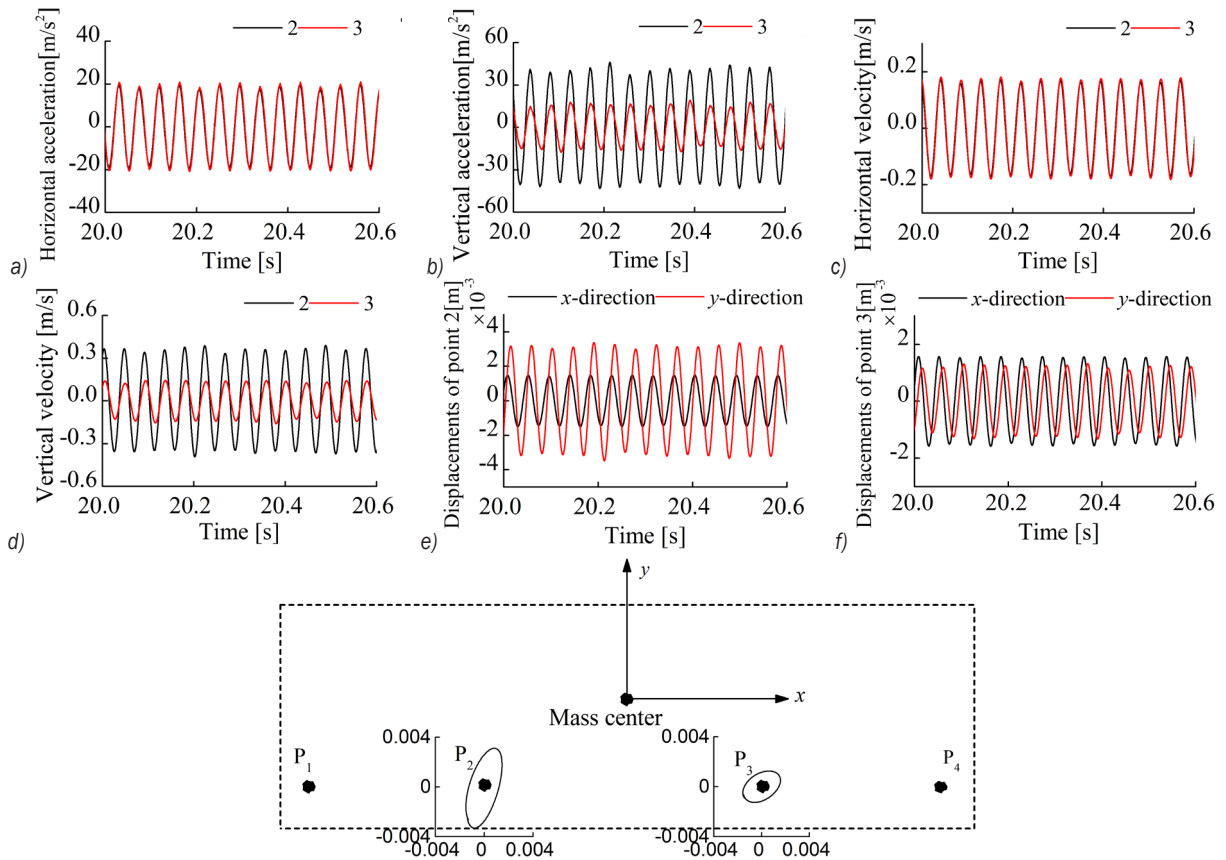 2 3
Horizontal acceleration[m/s²]
40
20
0
-20
-40
20.0 20.2 20.4 20.6
Time [s]
a)
2 3
Vertical acceleration[m/s²]
60
30
0
-30
-60
20.0 20.2 20.4 20.6
Time [s]
b)
2 3
Horizontal velocity[m/s]
0.2
0.0
-0.2
20.0 20.2 20.4 20.6
Time [s]
c)
2 3
Vertical velocity [m/s]
0.6
0.3
0.0
-0.3
-0.6
20.0 20.2 20.4 20.6
Time [s]
d)
x-direction y-direction
Displacements of point 2[m]
×10⁻³
4
2
0
-2
-4
20.0 20.2 20.4 20.6
Time [s]
e)
x-direction y-direction
Displacements of point 3[m]
×10⁻³
2
0
-2
20.0 20.2 20.4 20.6
Time [s]
f)
y
x
Mass center
P₁
0.004
P₂
0
-0.004
-0.004 0 0.004
0.004
P₃
0
-0.004
-0.004 0 0.004
P₄